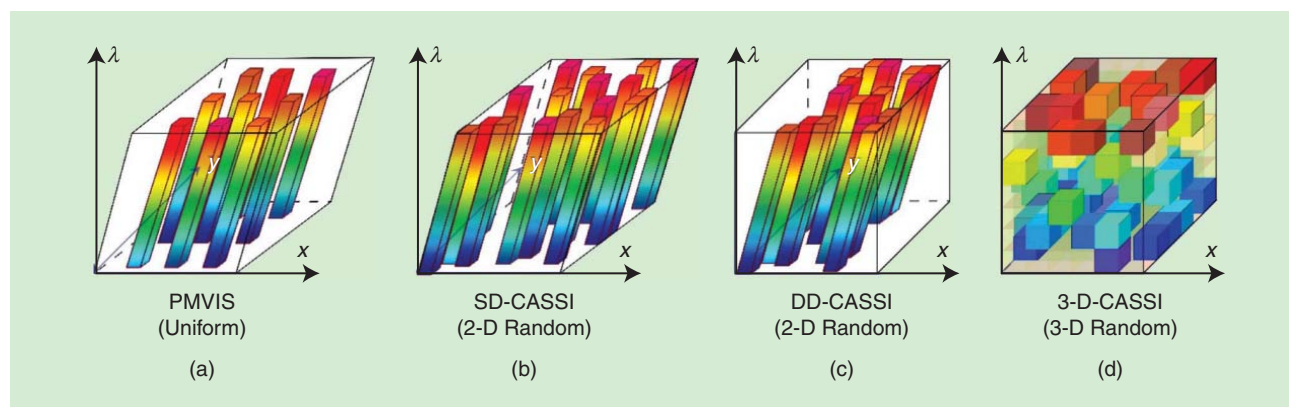 λ
y
x
PMVIS
(Uniform)
(a)
λ
y
x
SD-CASSI
(2-D Random)
(b)
λ
y
x
DD-CASSI
(2-D Random)
(c)
λ
x
3-D-CASSI
(3-D Random)
(d)